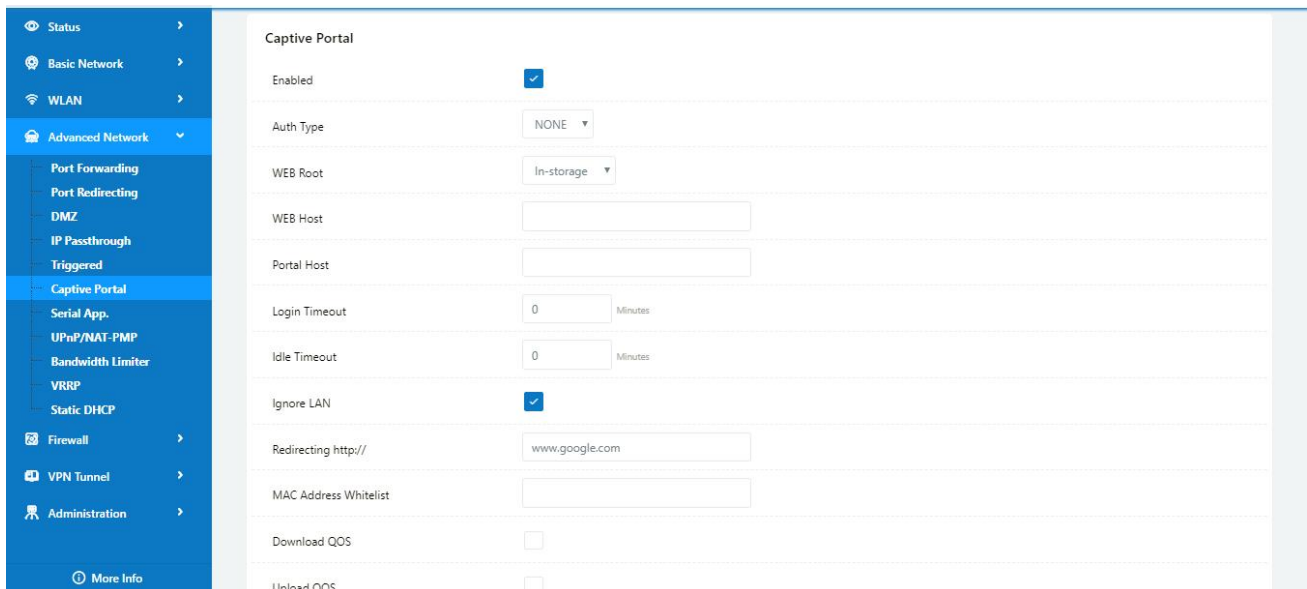 Status
Basic Network
WLAN
Advanced Network
Port Forwarding
Port Redirecting
DMZ
IP Passthrough
Triggered
Captive Portal
Serial App.
UPnP/NAT-PMP
Bandwidth Limiter
VRRP
Static DHCP
Firewall
VPN Tunnel
Administration
More Info
Captive Portal
Enabled
Auth Type NONE
WEB Root In-storage
WEB Host
Portal Host
Login Timeout 0 Minutes
Idle Timeout 0 Minutes
Ignore LAN
Redirecting http:// www.google.com
MAC Address Whitelist
Download QOS
Upload QOS